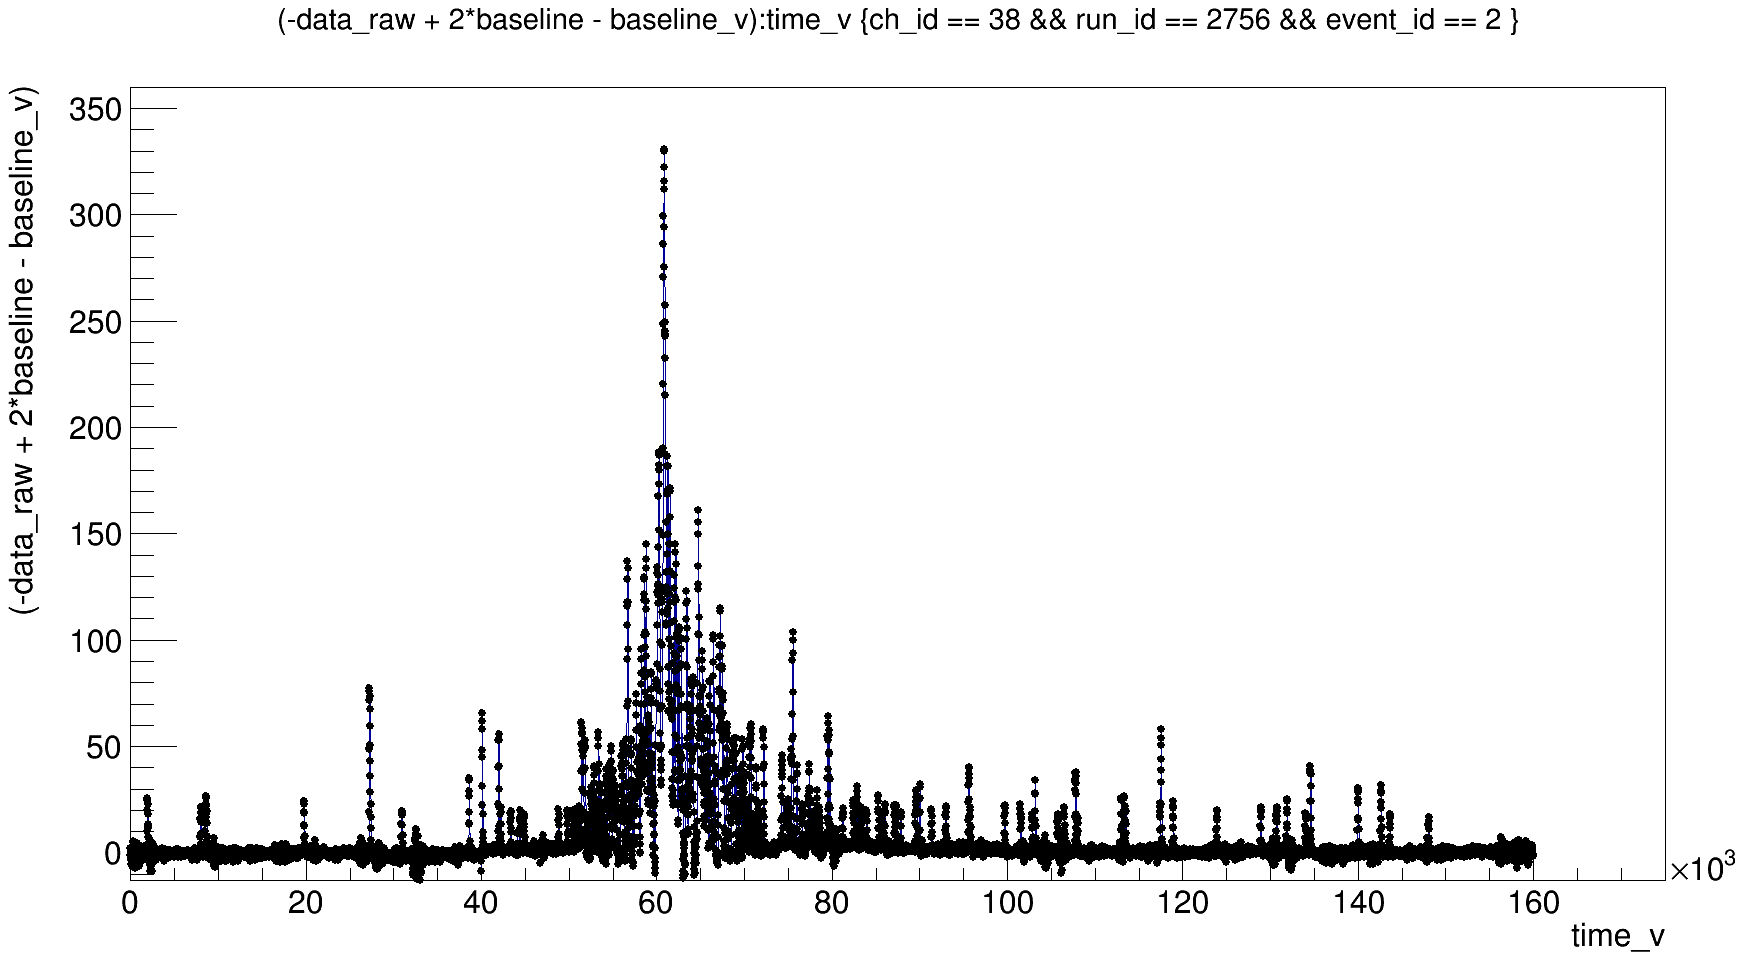 (-data_raw + 2*baseline - baseline_v):time_v {ch_id == 38 && run_id == 2756 && event_id == 2 }
(-data_raw + 2*baseline - baseline_v)
350
300
250
200
150
100
50
0
0 20 40 60 80 100 120 140 160
×10³
time_v